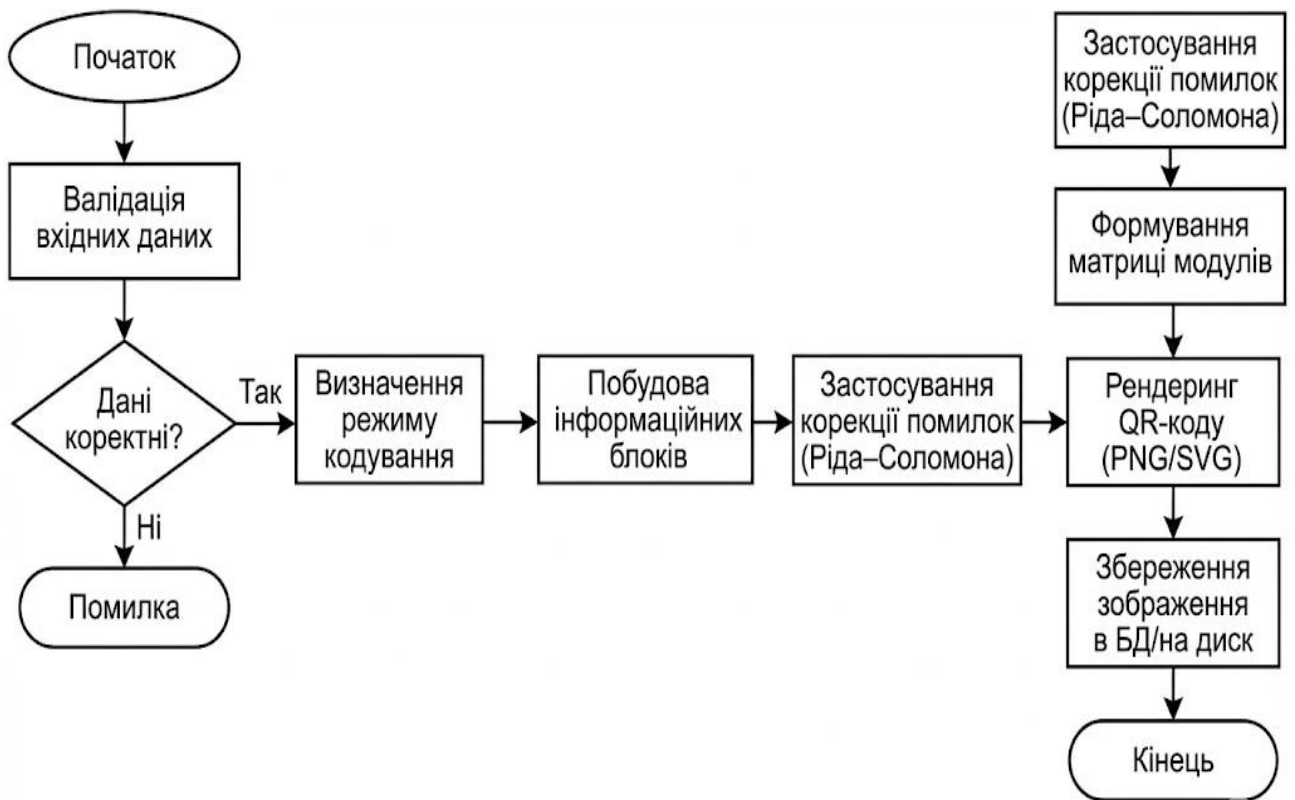 Початок
Валідація
вхідних даних
Дані
коректні?
Так
Ні
Помилка
Визначення
режиму
кодування
Побудова
інформаційних
блоків
Застосування
корекції помилок
(Ріда–Соломона)
Застосування
корекції помилок
(Ріда–Соломона)
Формування
матриці модулів
Рендеринг
QR-коду
(PNG/SVG)
Збереження
зображення
в БД/на диск
Кінець